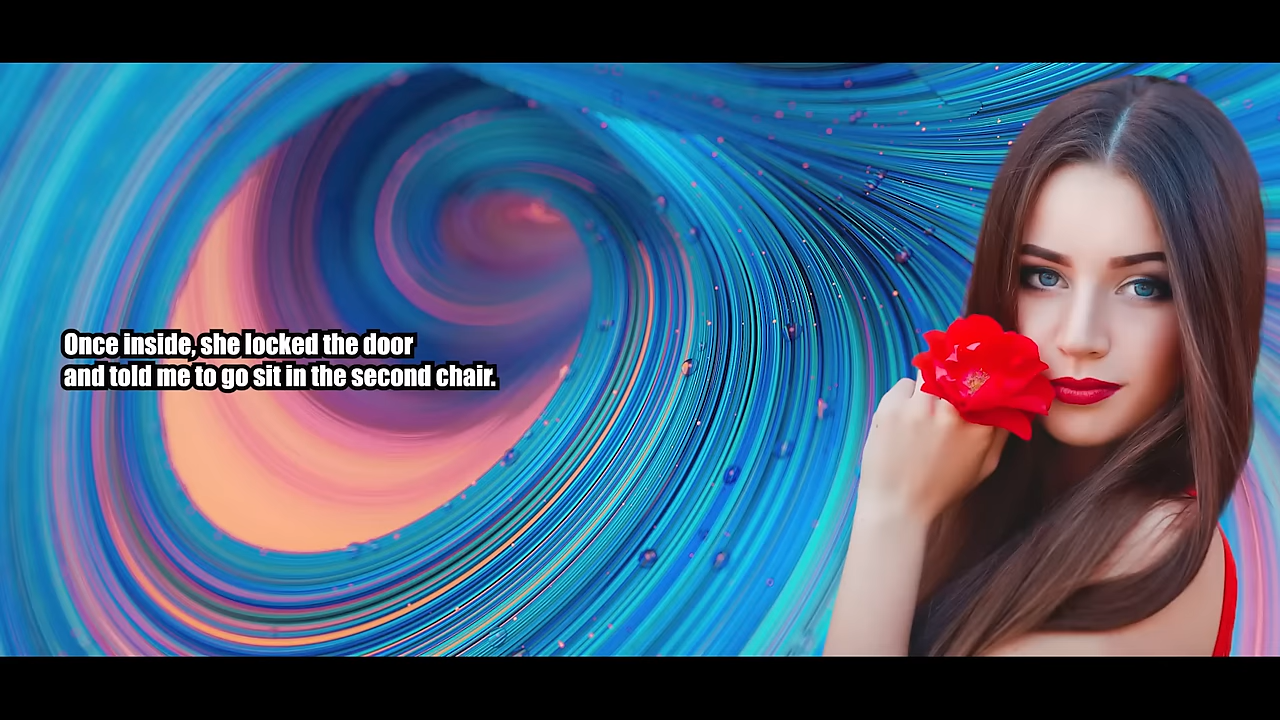 Once inside, she locked the door
and told me to go sit in the second chair.